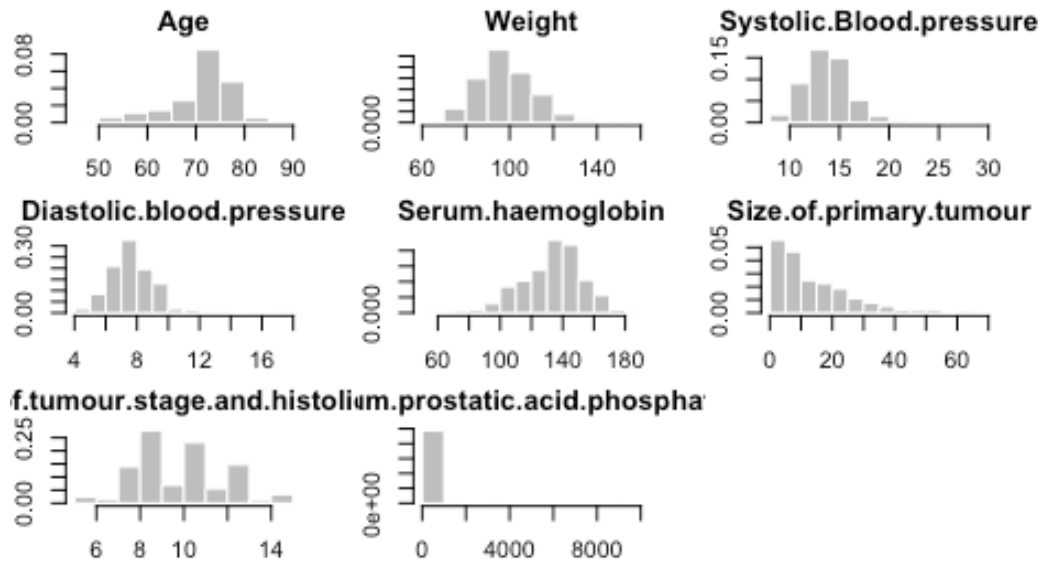 Age Weight Systolic.Blood.pressure
0.00 0.08
50 60 70 80 90
0.000
60 100 140
0.00 0.15
10 15 20 25 30
Diastolic.blood.pressure Serum.haemoglobin Size.of.primary.tumour
0.00 0.30
4 8 12 16
0.000
60 100 140 180
0.00 0.05
0 20 40 60
f.tumour.stage.and.histoli m.prostatic.acid.phospha
0.00 0.25
6 8 10 14
0e+00
0 4000 8000